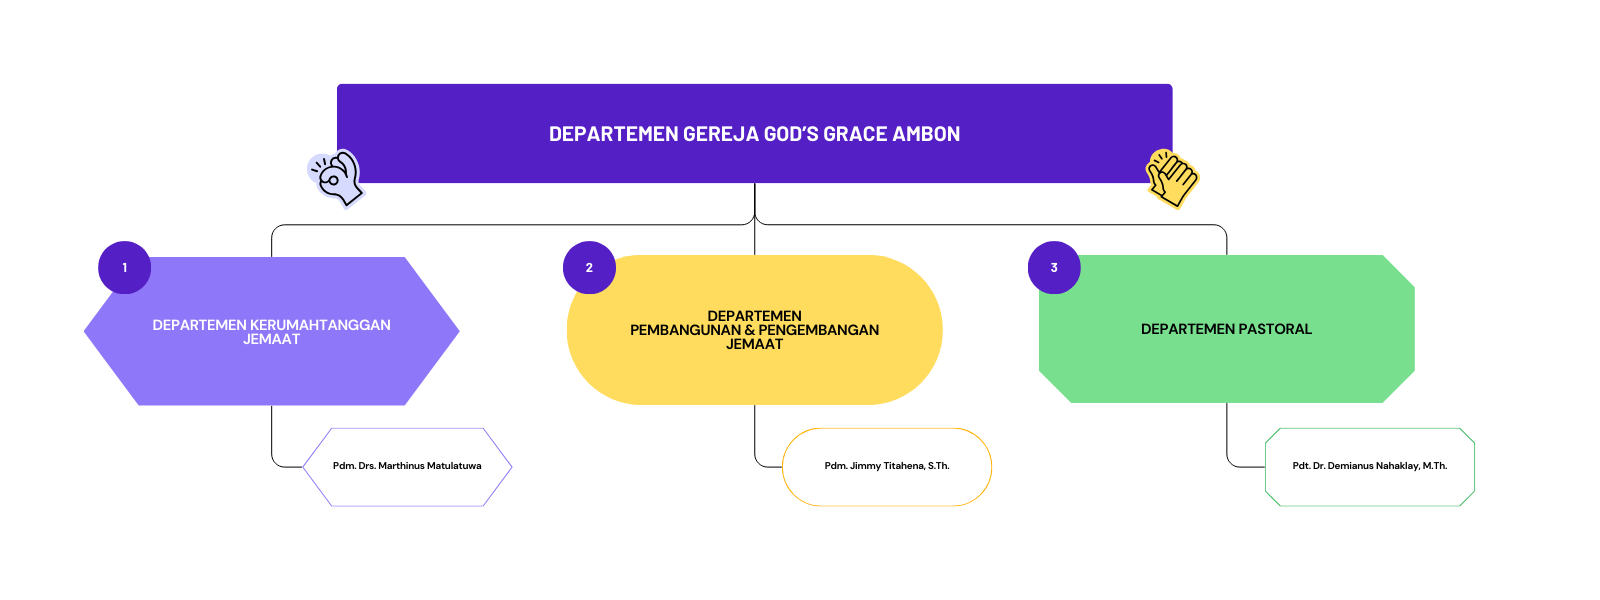 DEPARTEMEN GEREJA GOD'S GRACE AMBON
1
DEPARTEMEN KERUMAHTANGGAN
JEMAAT
Pdm. Drs. Marthinus Matulatuwa
2
DEPARTEMEN
PEMBANGUNAN & PENGEMBANGAN
JEMAAT
Pdm. Jimmy Titahena, S.Th.
3
DEPARTEMEN PASTORAL
Pdt. Dr. Demianus Nahaklay, M.Th.